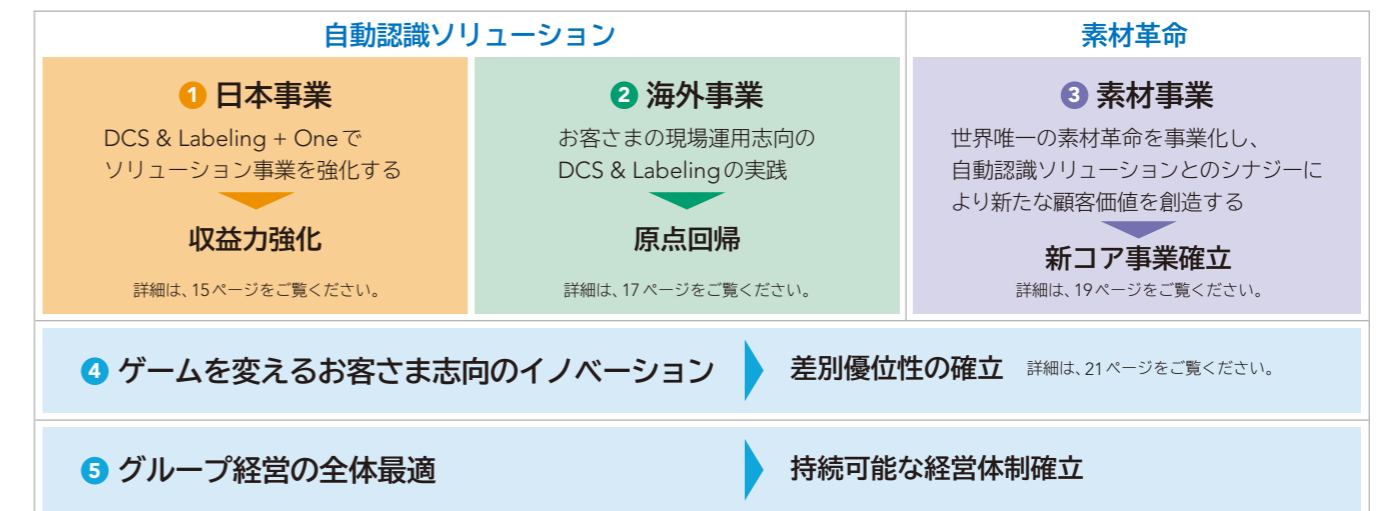 自動認識ソリューション
素材革命
1 日本事業
DCS & Labeling + Oneで
ソリューション事業を強化する
収益力強化
詳細は、15ページをご覧ください。
2 海外事業
お客さまの現場運用志向の
DCS & Labelingの実践
原点回帰
詳細は、17ページをご覧ください。
3 素材事業
世界唯一の素材革命を事業化し、
自動認識ソリューションとのシナジーに
より新たな顧客価値を創造する
新コア事業確立
詳細は、19ページをご覧ください。
4 ゲームを変えるお客さま志向のイノベーション
差別優位性の確立 詳細は、21ページをご覧ください。
5 グループ経営の全体最適
持続可能な経営体制確立